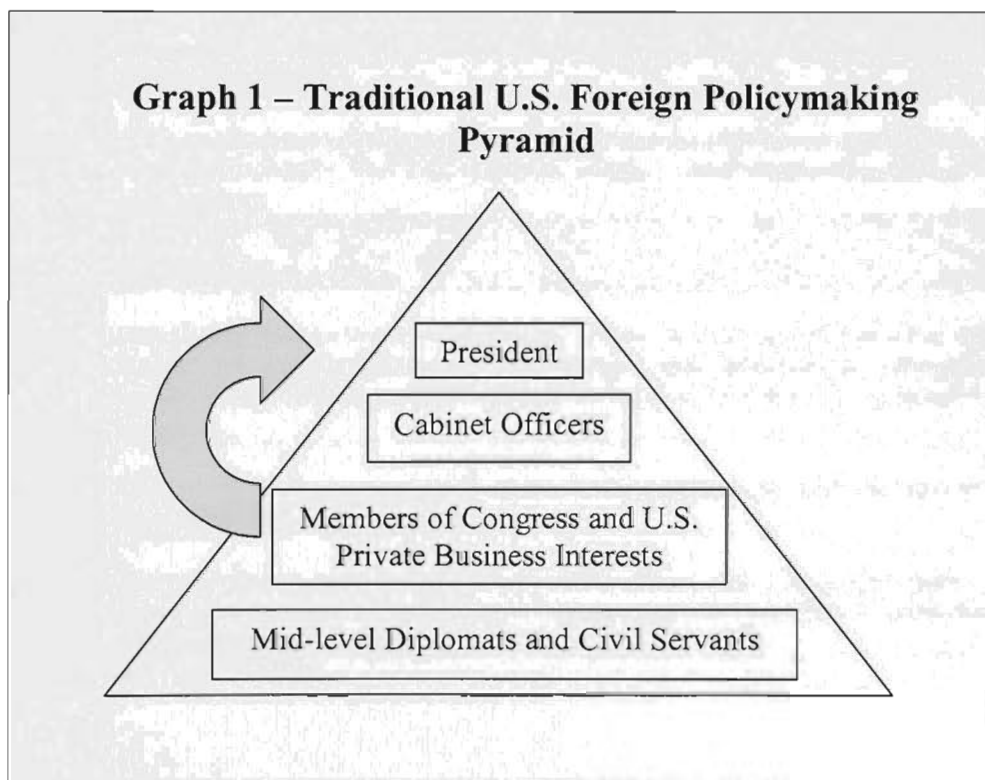 Graph 1 – Traditional U.S. Foreign Policymaking
Pyramid
President
Cabinet Officers
Members of Congress and U.S.
Private Business Interests
Mid-level Diplomats and Civil Servants